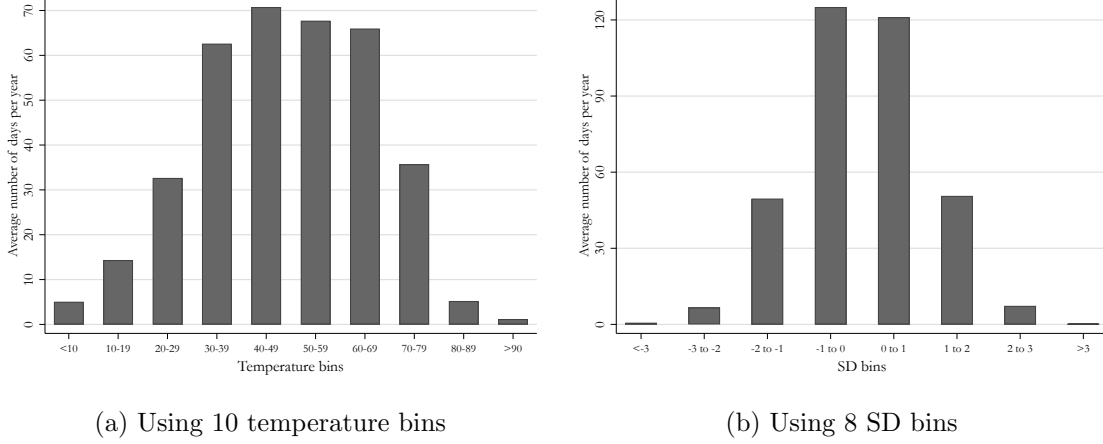 Average number of days per year
70
60
50
40
30
20
10
0
<10 10-19 20-29 30-39 40-49 50-59 60-69 70-79 80-89 >90
Temperature bins
(a) Using 10 temperature bins
Average number of days per year
120
90
60
30
0
<-3 -3 to -2 -2 to -1 -1 to 0 0 to 1 1 to 2 2 to 3 >3
SD bins
(b) Using 8 SD bins